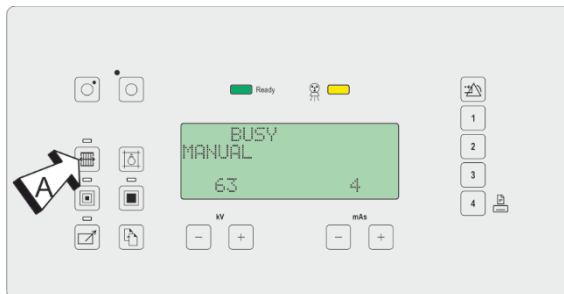 Ready
BUSY
MANUAL
63 4
A
kV mAs
- + - +
1
2
3
4